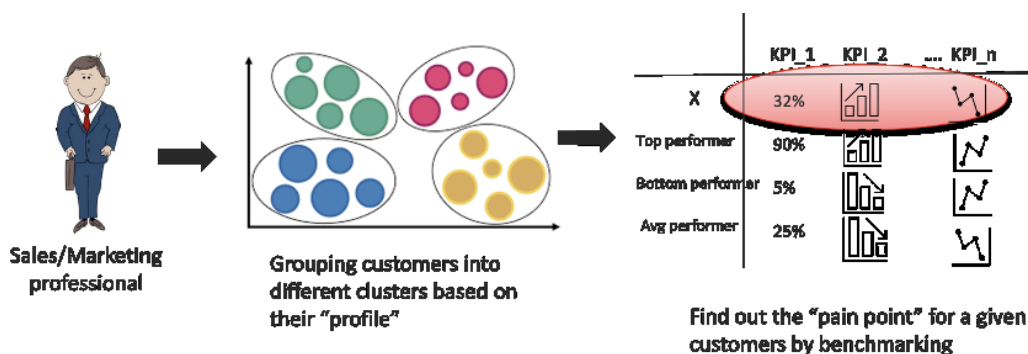 Sales/Marketing
professional
Grouping customers into
different clusters based on
their “profile”
KPI_1 KPI_2 .... KPI_n
X 32%
Top performer 90%
Bottom performer 5%
Avg performer 25%
Find out the “pain point” for a given
customers by benchmarking